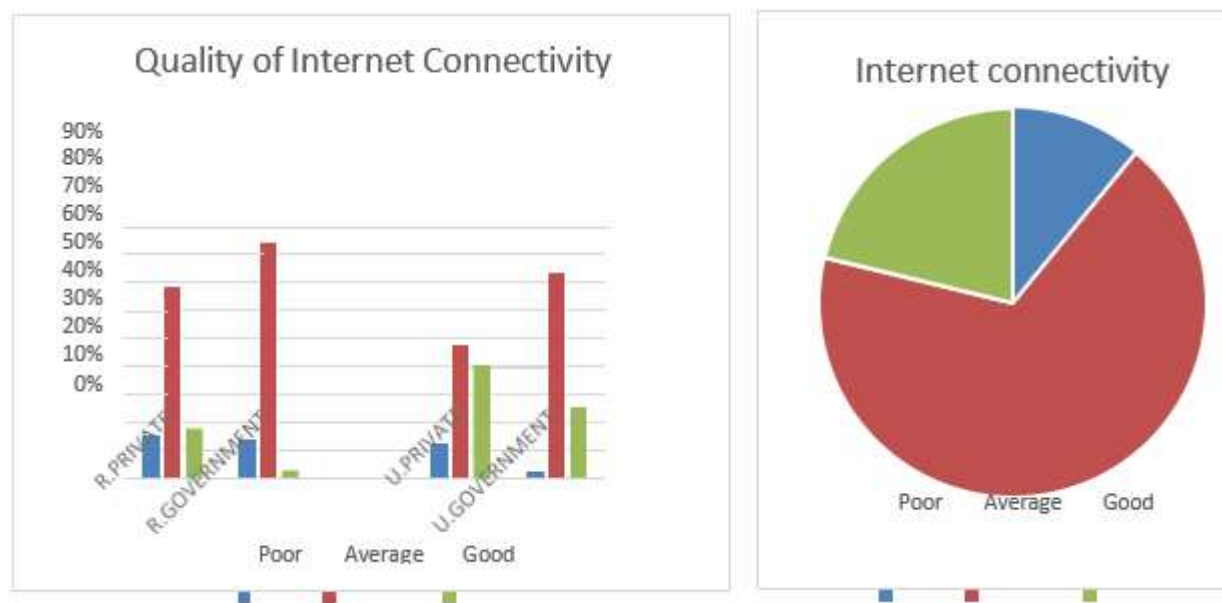 Quality of Internet Connectivity
90%
80%
70%
60%
50%
40%
30%
20%
10%
0%
R.PRIVATE
R.GOVERNMENT
U.PRIVATE
U.GOVERNMENT
Poor Average Good
Internet connectivity
Poor Average Good